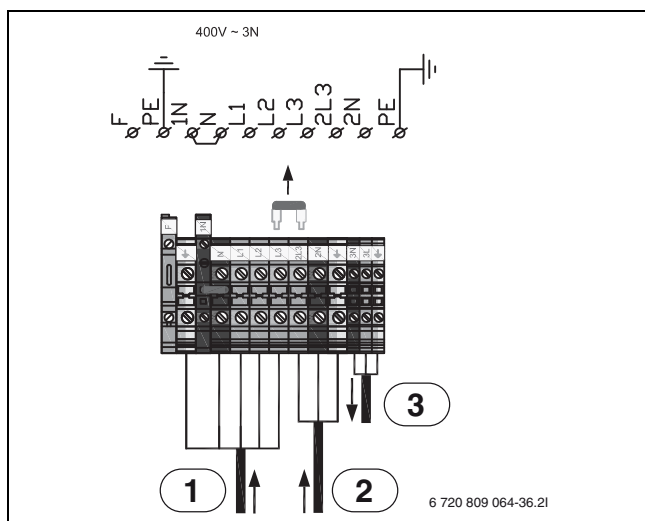 400V ~ 3N
F PE 1N N L1 L2 L3 2L3 2N PE
F 1N N L1 L2 L3 2L3 2N 3N 3L
1 2 3
6 720 809 064-36.2I